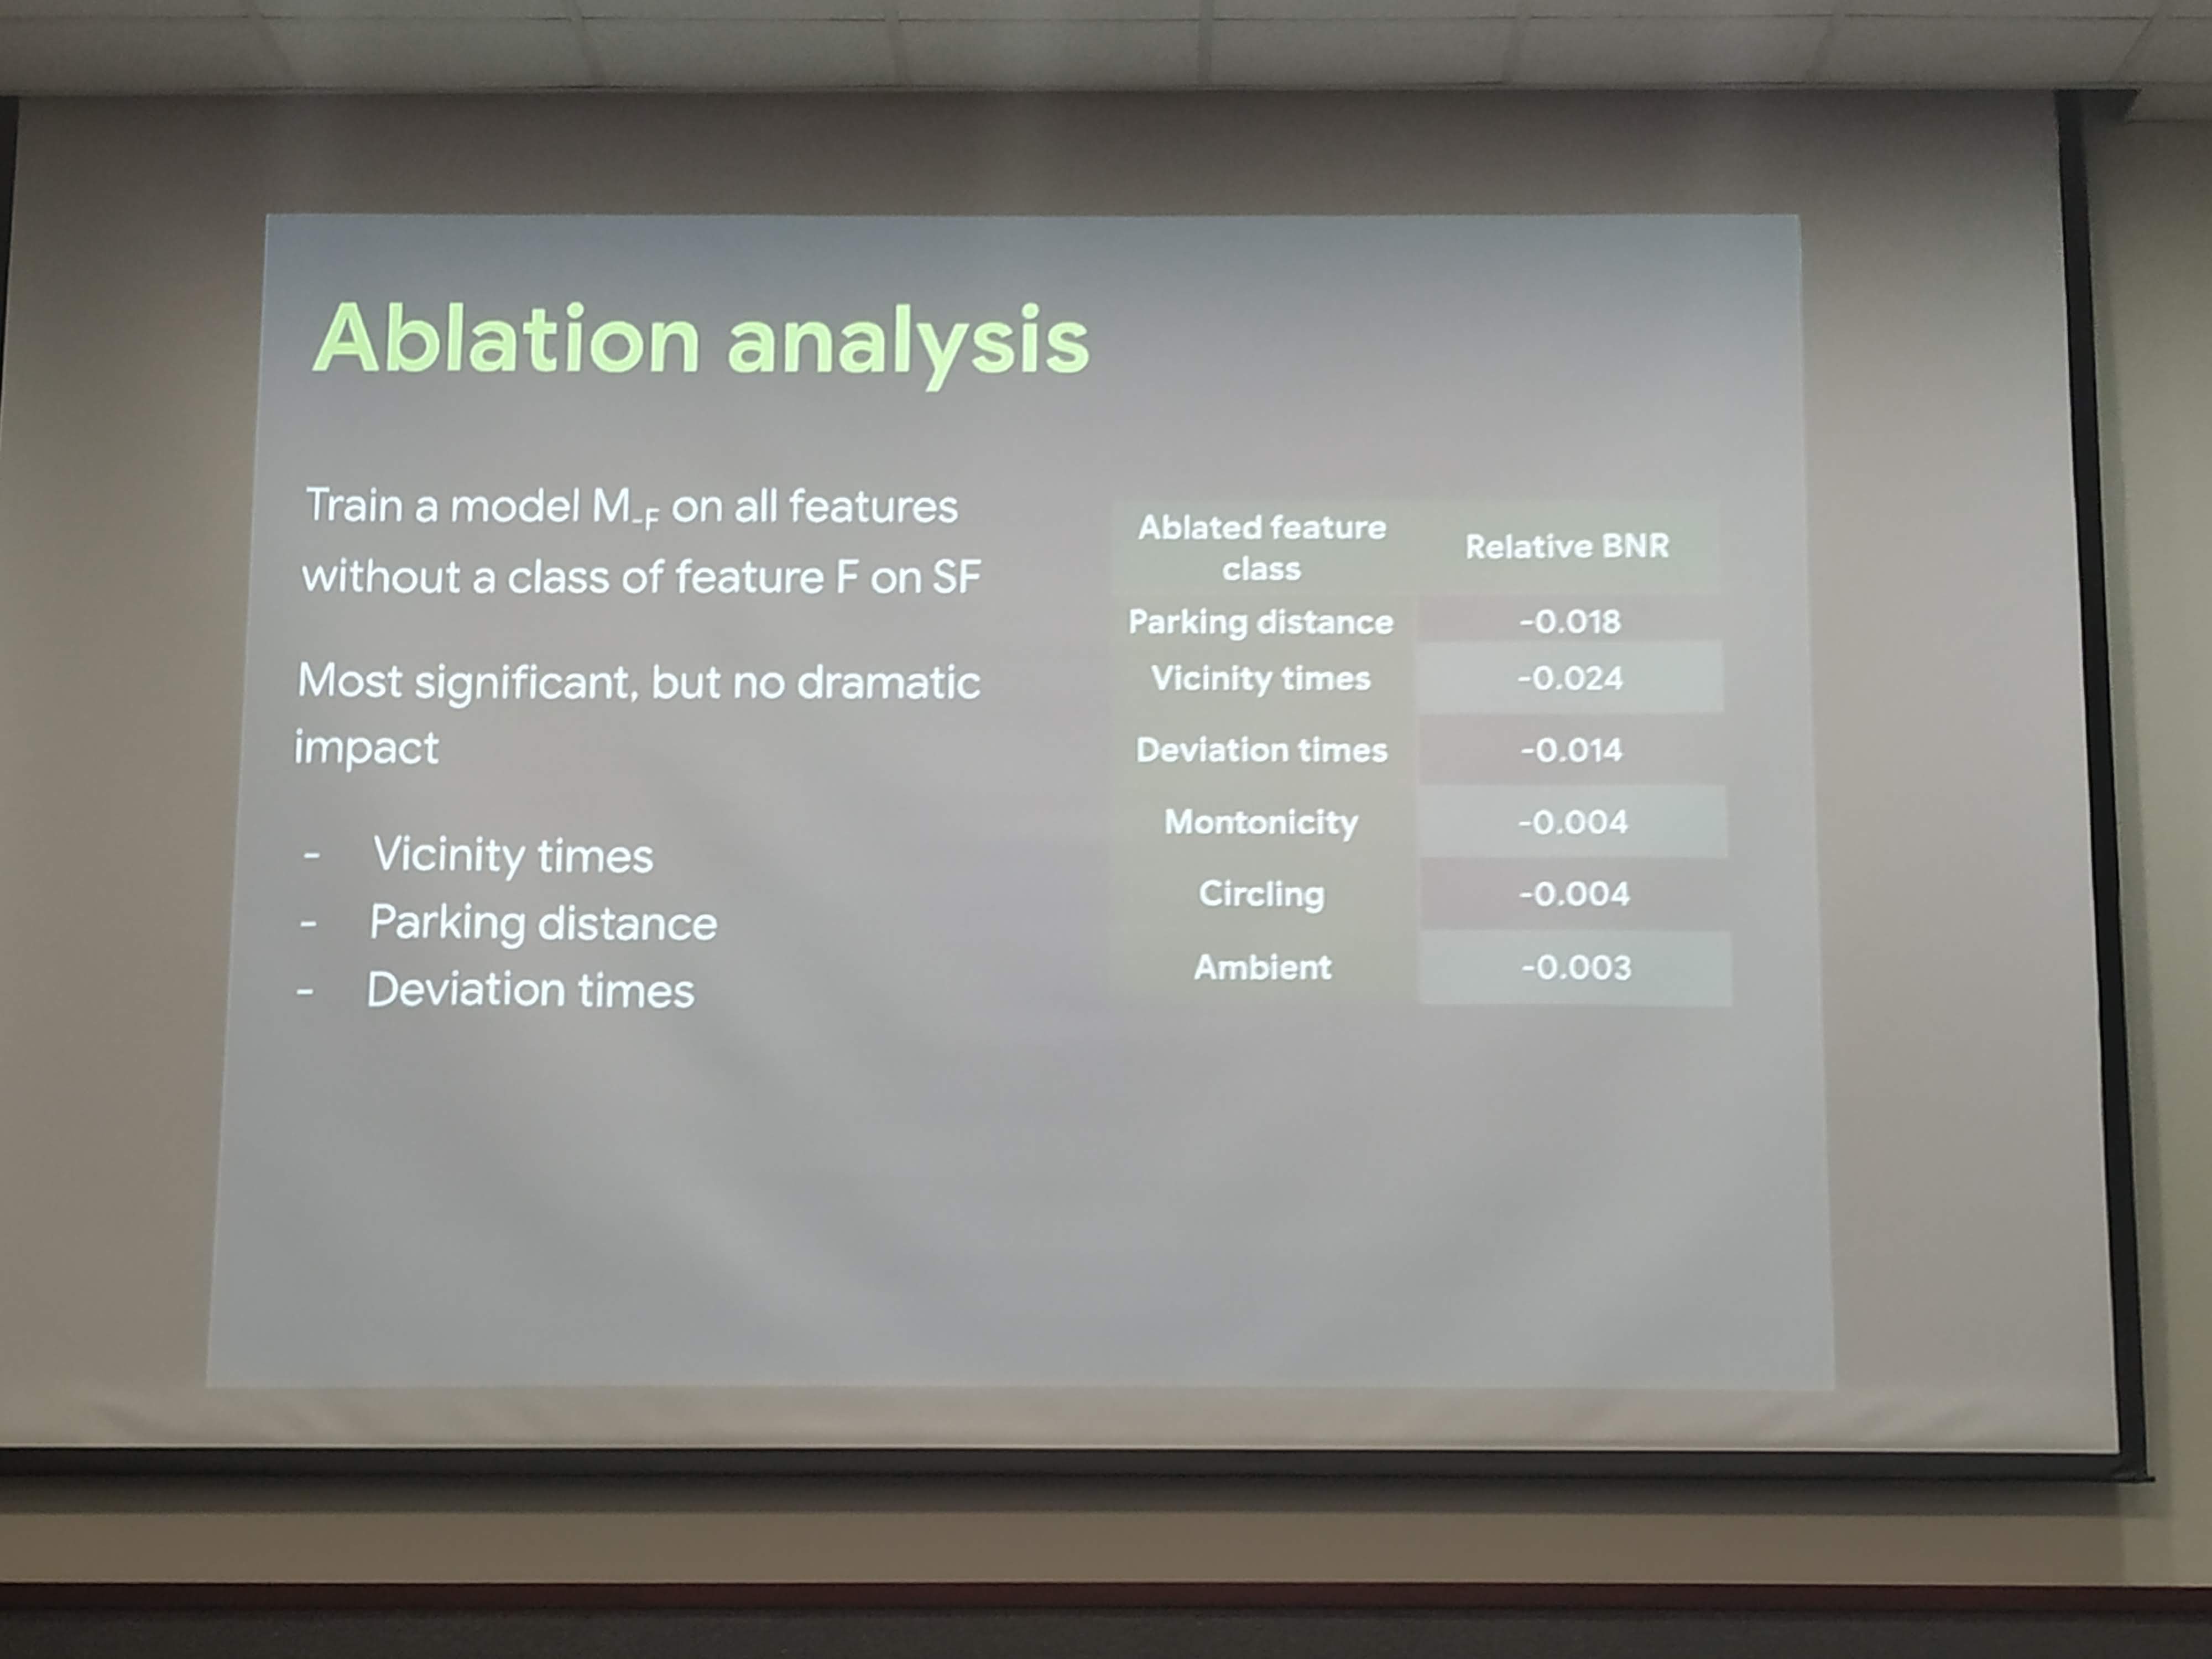 Ablation analysis
Train a model M-F on all features
without a class of feature F on SF
Most significant, but no dramatic
impact
- Vicinity times
- Parking distance
- Deviation times
Ablated feature
class
Relative BNR
Parking distance -0.018
Vicinity times -0.024
Deviation times -0.014
Montonicity -0.004
Circling -0.004
Ambient -0.003